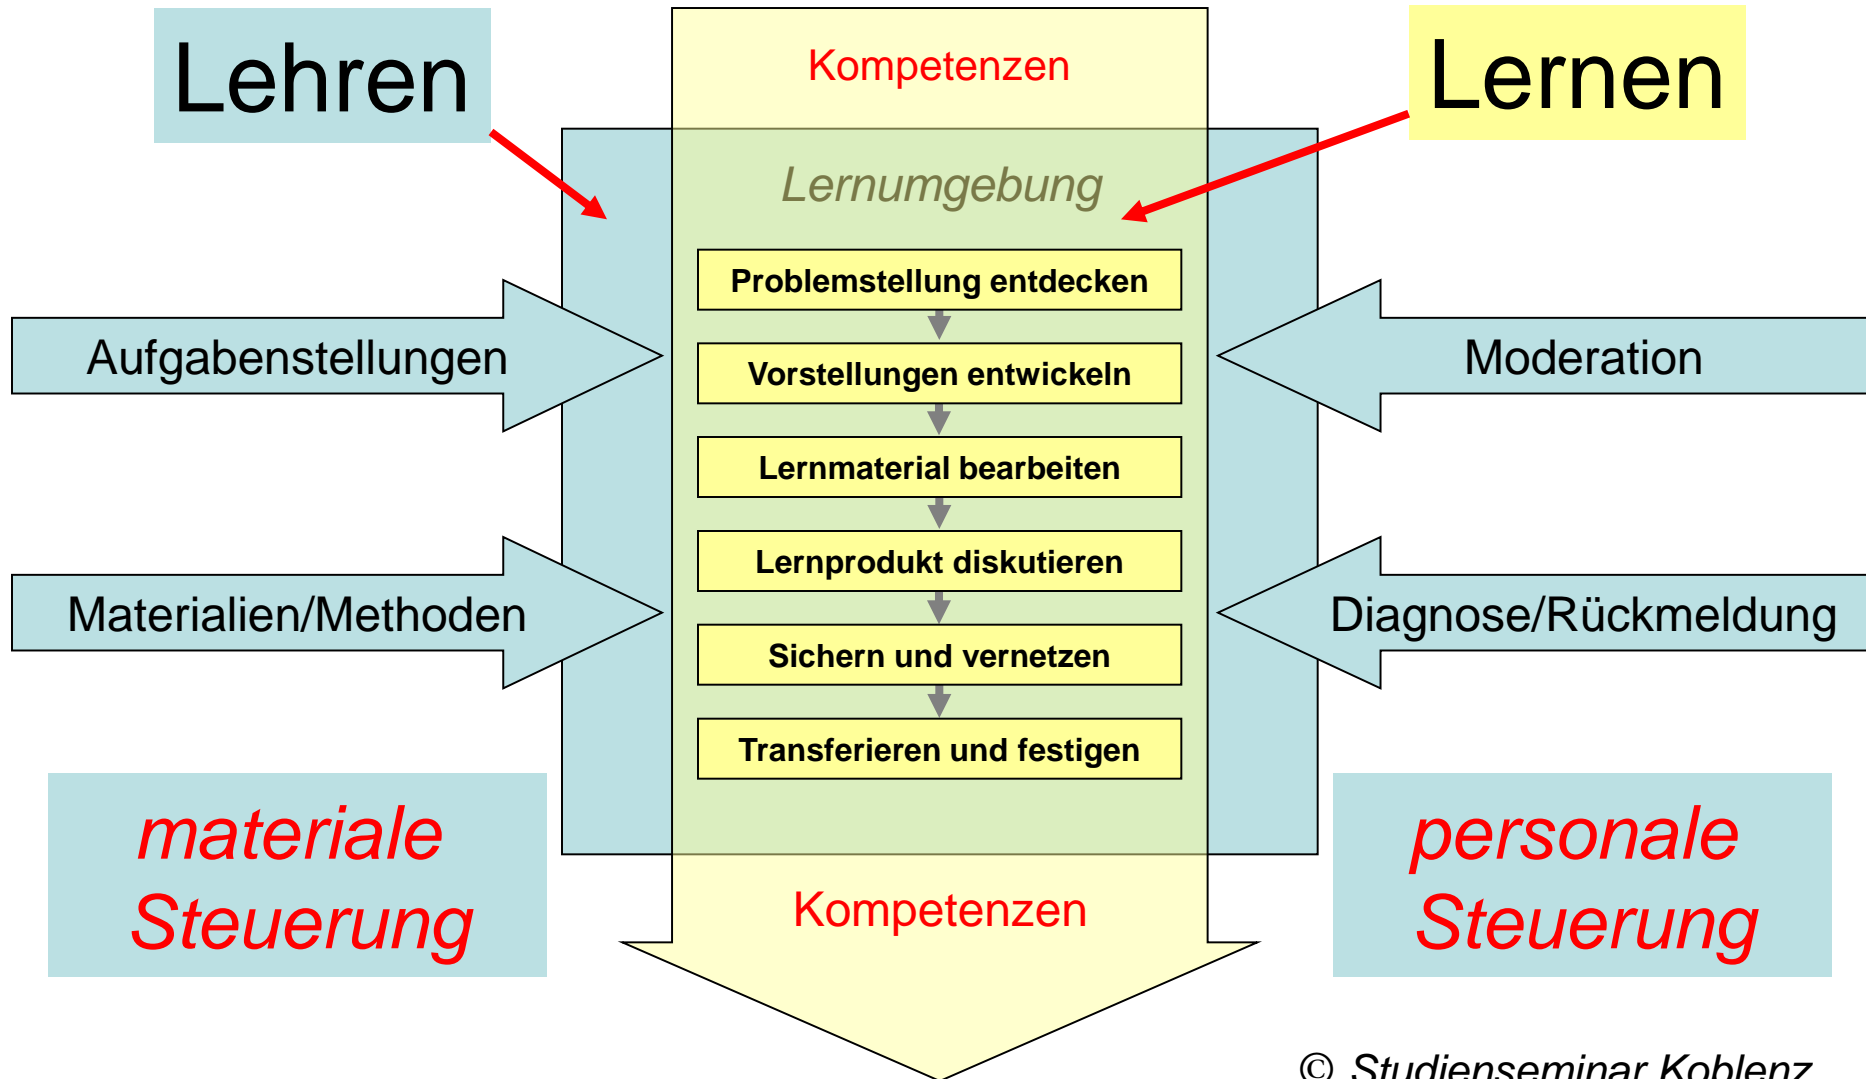 Lehren
Kompetenzen
Lernen
Lernumgebung
Problemstellung entdecken
Aufgabenstellungen
Vorstellungen entwickeln
Moderation
Lernmaterial bearbeiten
Lernprodukt diskutieren
Materialien/Methoden
Diagnose/Rückmeldung
Sichern und vernetzen
Transferieren und festigen
materiale
Steuerung
personale
Steuerung
Kompetenzen
© Studienseminar Koblenz